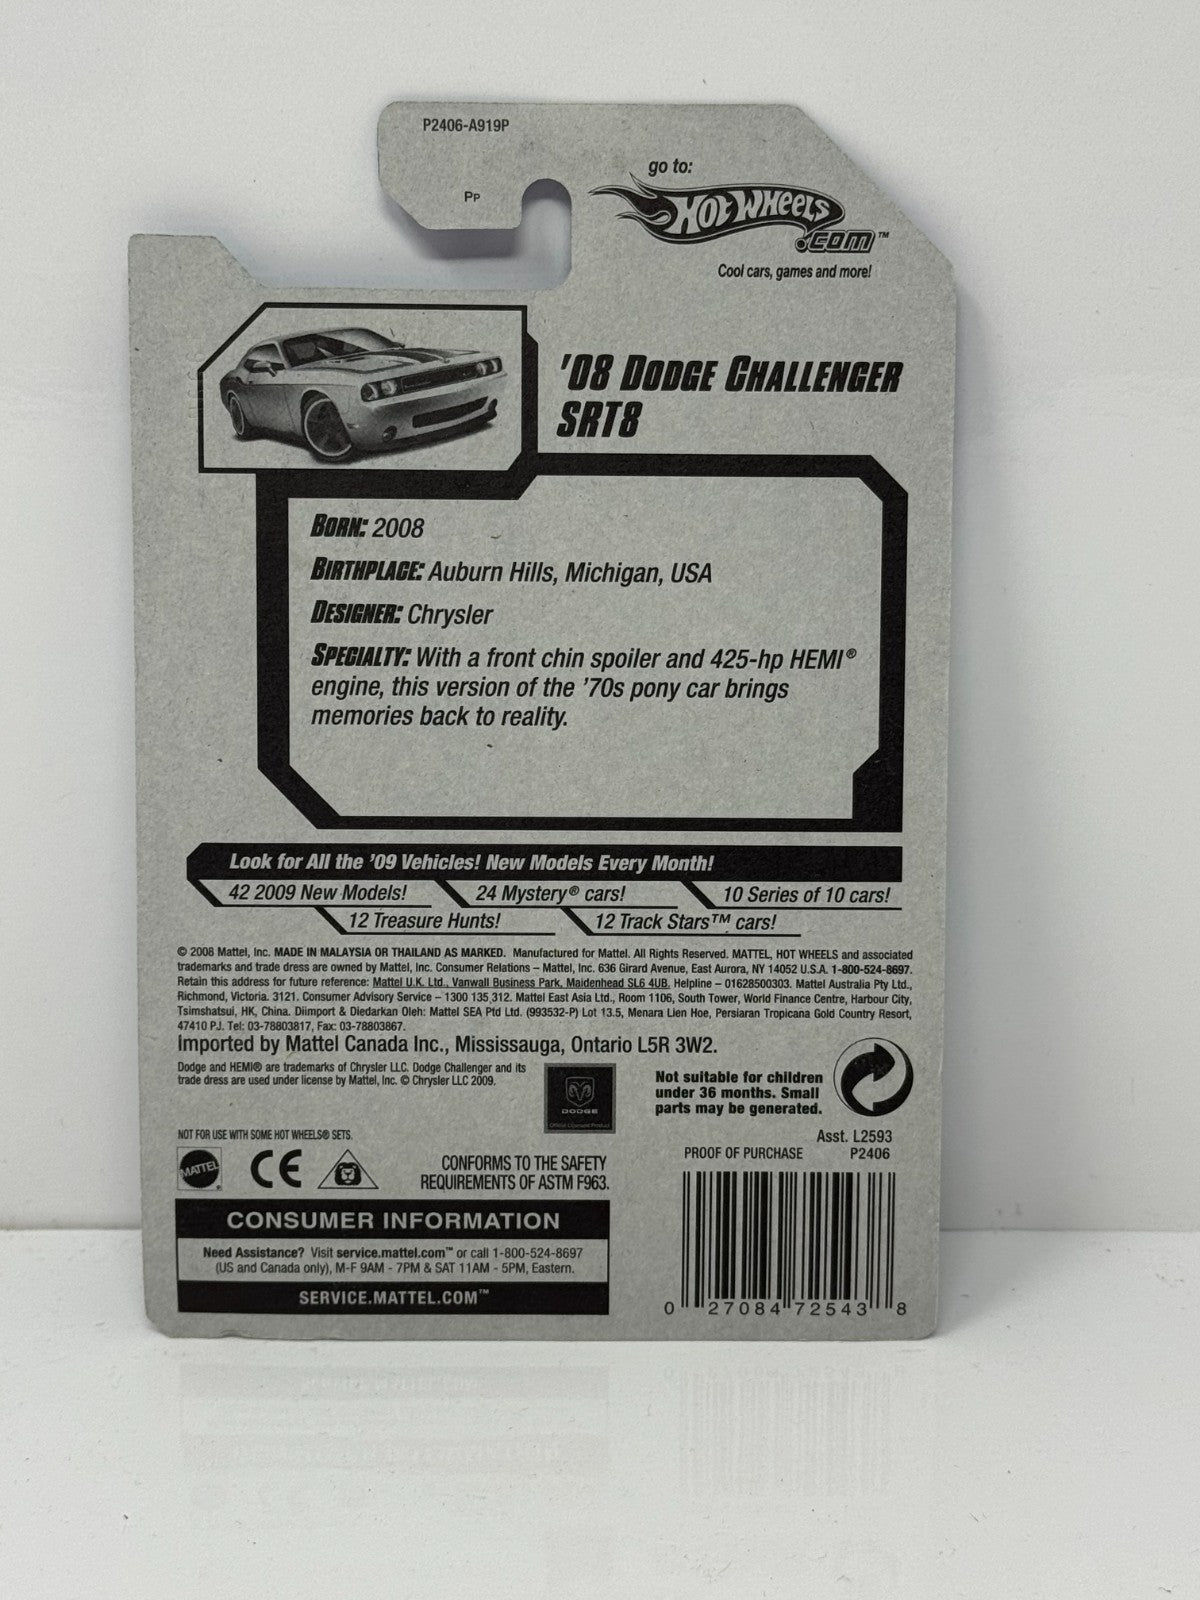 P2406-A919P
PP
go to:
HOT WHEELS
.COM™
Cool cars, games and more!
'08 DODGE CHALLENGER
SRT8
BORN: 2008
BIRTHPLACE: Auburn Hills, Michigan, USA
DESIGNER: Chrysler
SPECIALTY: With a front chin spoiler and 425-hp HEMI®
engine, this version of the '70s pony car brings
memories back to reality.
Look for All the '09 Vehicles! New Models Every Month!
42 2009 New Models! 24 Mystery® cars! 10 Series of 10 cars!
12 Treasure Hunts! 12 Track Stars™ cars!
© 2008 Mattel, Inc. MADE IN MALAYSIA OR THAILAND AS MARKED. Manufactured for Mattel. All Rights Reserved. MATTEL, HOT WHEELS and associated
trademarks and trade dress are owned by Mattel, Inc. Consumer Relations – Mattel, Inc. 636 Girard Avenue, East Aurora, NY 14052 U.S.A. 1-800-524-8697.
Retain this address for future reference: Mattel U.K. Ltd., Vanwall Business Park, Maidenhead SL6 4UB. Helpline – 01628500303. Mattel Australia Pty Ltd.,
Richmond, Victoria. 3121. Consumer Advisory Service – 1300 135 312. Mattel East Asia Ltd., Room 1106, South Tower, World Finance Centre, Harbour City,
Tsimshatsui, HK, China. Diimport & Diedarkan Oleh: Mattel SEA Ptd Ltd. (993532-P) Lot 13.5, Menara Lien Hoe, Persiaran Tropicana Gold Country Resort,
47410 PJ. Tel: 03-78803817, Fax: 03-78803867.
Imported by Mattel Canada Inc., Mississauga, Ontario L5R 3W2.
Dodge and HEMI® are trademarks of Chrysler LLC. Dodge Challenger and its
trade dress are used under license by Mattel, Inc. © Chrysler LLC 2009.
DODGE
Official Licensed Product
Not suitable for children
under 36 months. Small
parts may be generated.
NOT FOR USE WITH SOME HOT WHEELS® SETS.
Asst. L2593
PROOF OF PURCHASE P2406
MATTEL
CE
CONFORMS TO THE SAFETY
REQUIREMENTS OF ASTM F963.
CONSUMER INFORMATION
Need Assistance? Visit service.mattel.com™ or call 1-800-524-8697
(US and Canada only), M-F 9AM - 7PM & SAT 11AM - 5PM, Eastern.
SERVICE.MATTEL.COM™
0 27084 72543 8